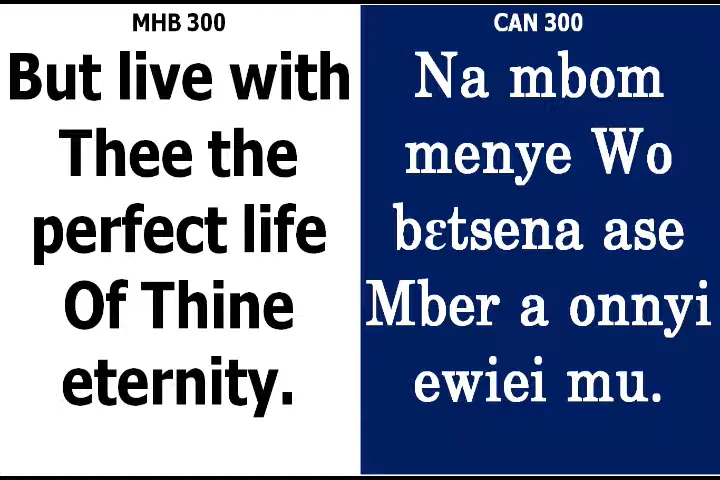 MHB 300
But live with
Thee the
perfect life
Of Thine
eternity.
CAN 300
Na mbom
menye Wo
bɛtsena ase
Mber a onnyi
ewiei mu.